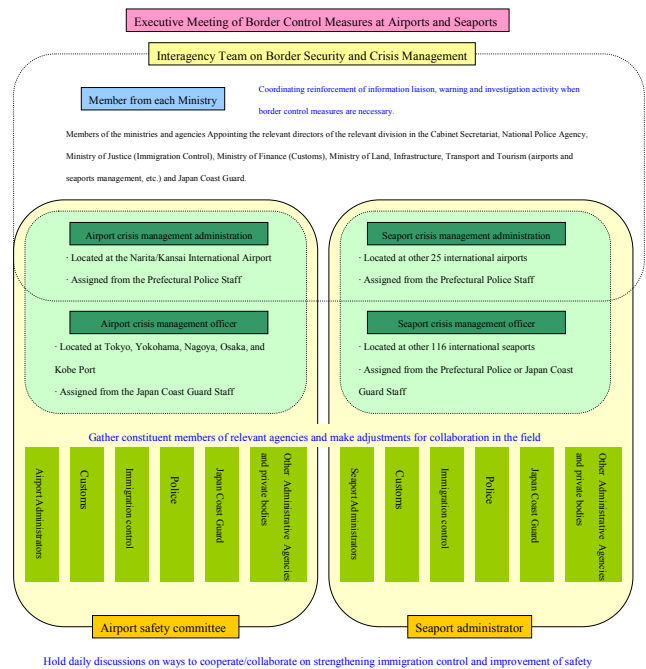 Executive Meeting of Border Control Measures at Airports and Seaports
Interagency Team on Border Security and Crisis Management
Member from each Ministry
Coordinating reinforcement of information liaison, warning and investigation activity when
border control measures are necessary.
Members of the ministries and agencies Appointing the relevant directors of the relevant division in the Cabinet Secretariat, National Police Agency,
Ministry of Justice (Immigration Control), Ministry of Finance (Customs), Ministry of Land, Infrastructure, Transport and Tourism (airports and
seaports management, etc.) and Japan Coast Guard.
Airport crisis management administration
· Located at the Narita/Kansai International Airport
· Assigned from the Prefectural Police Staff
Airport crisis management officer
· Located at Tokyo, Yokohama, Nagoya, Osaka, and
Kobe Port
· Assigned from the Japan Coast Guard Staff
Seaport crisis management administration
· Located at other 25 international airports
· Assigned from the Prefectural Police Staff
Seaport crisis management officer
· Located at other 116 international seaports
· Assigned from the Prefectural Police or Japan Coast
Guard Staff
Gather constituent members of relevant agencies and make adjustments for collaboration in the field
Airport Administrators
Customs
Immigration control
Police
Japan Coast Guard
Other Administrative Agencies
and private bodies
Seaport Administrators
Customs
Immigration control
Police
Japan Coast Guard
Other Administrative Agencies
and private bodies
Airport safety committee
Seaport administrator
Hold daily discussions on ways to cooperate/collaborate on strengthening immigration control and improvement of safety